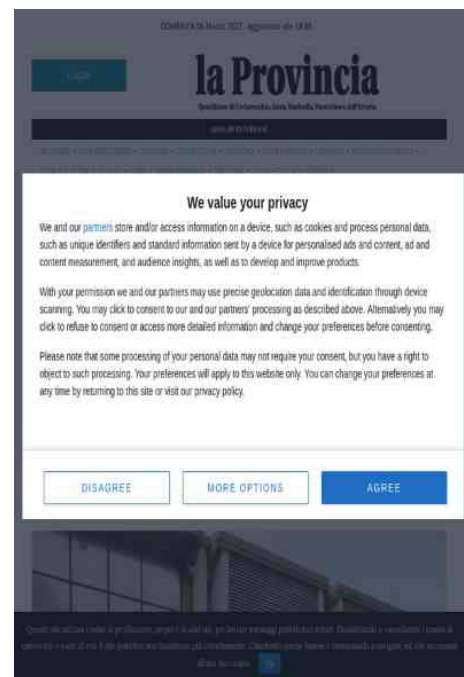 LOGIN
la Provincia
We value your privacy
We and our partners store and/or access information on a device, such as cookies and process personal data,
such as unique identifiers and standard information sent by a device for personalised ads and content, ad and
content measurement, and audience insights, as well as to develop and improve products.
With your permission we and our partners may use precise geolocation data and identification through device
scanning. You may click to consent to our and our partners' processing as described above. Alternatively you may
click to refuse to consent or access more detailed information and change your preferences before consenting.
Please note that some processing of your personal data may not require your consent, but you have a right to
object to such processing. Your preferences will apply to this website only. You can change your preferences at
any time by returning to this site or visit our privacy policy.
DISAGREE
MORE OPTIONS
AGREE